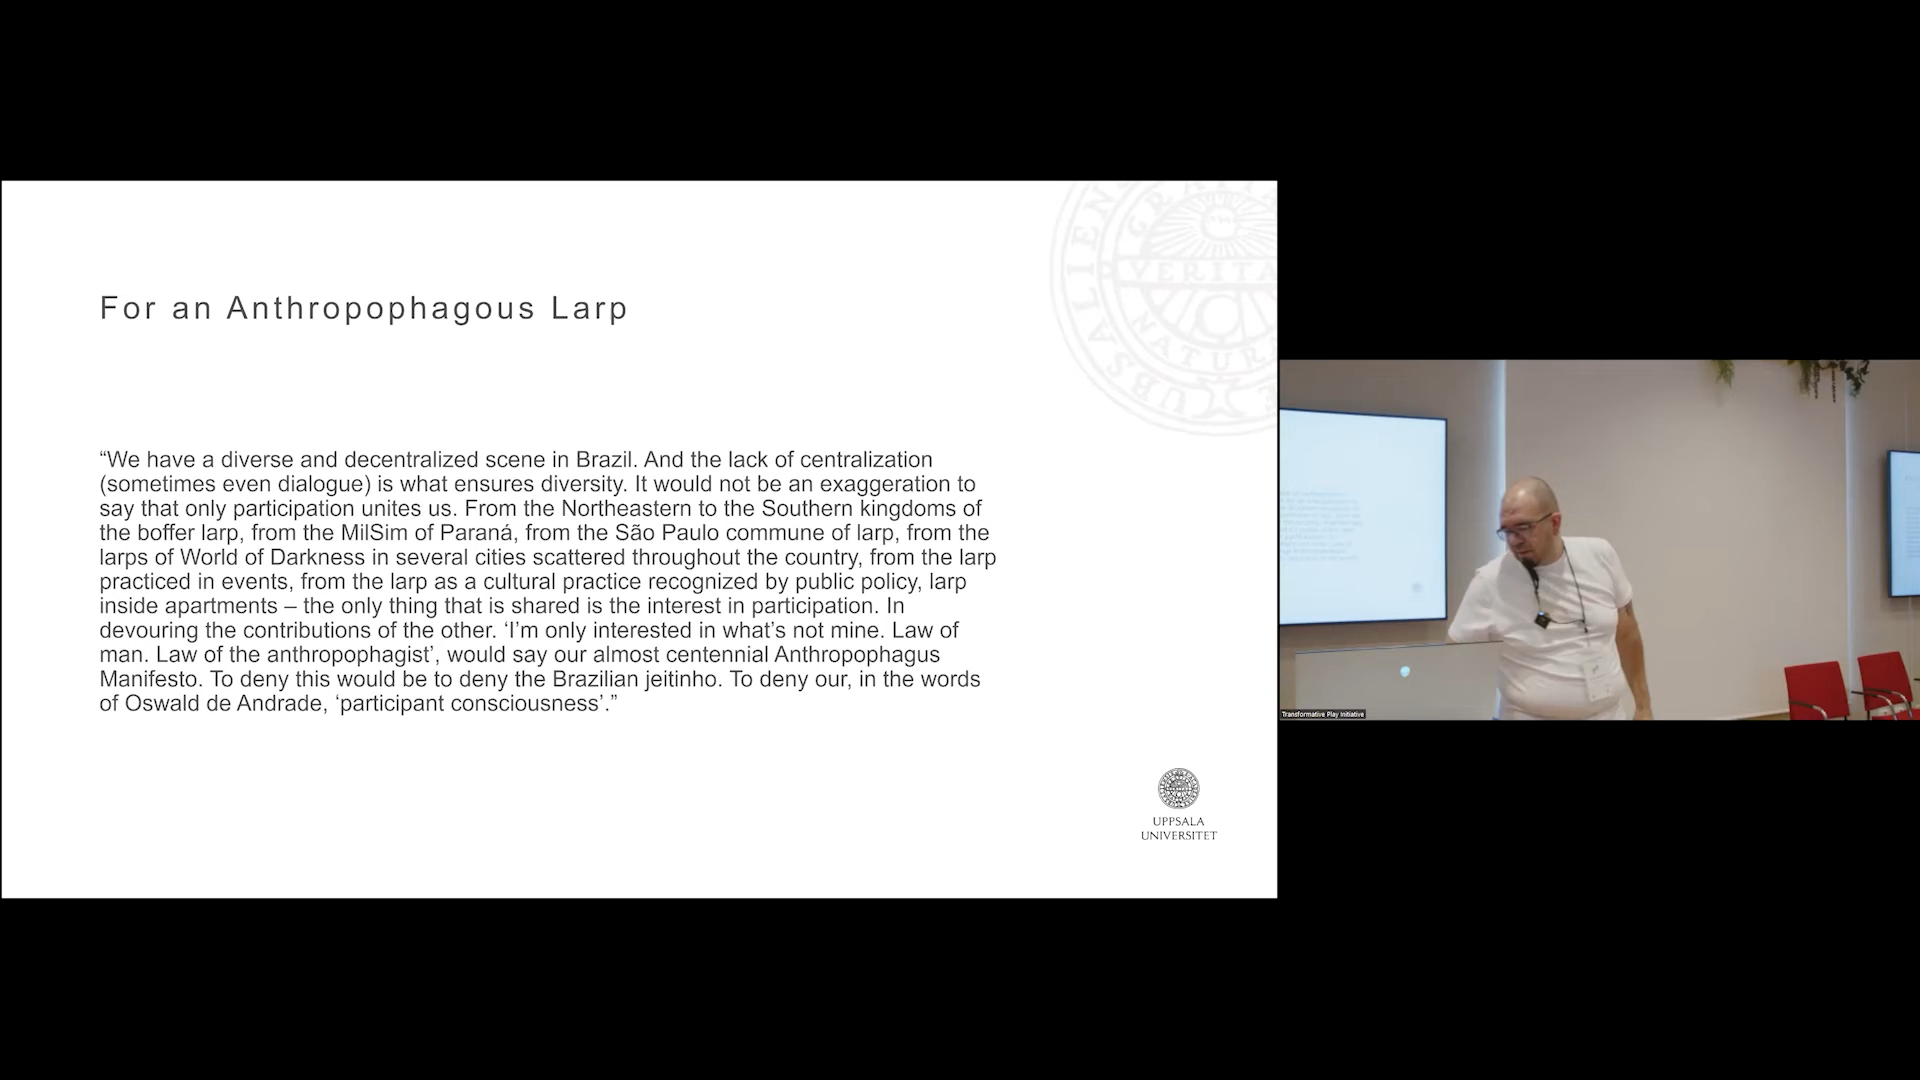 For an Anthropophagous Larp
“We have a diverse and decentralized scene in Brazil. And the lack of centralization
(sometimes even dialogue) is what ensures diversity. It would not be an exaggeration to
say that only participation unites us. From the Northeastern to the Southern kingdoms of
the boffer larp, from the MilSim of Paraná, from the São Paulo commune of larp, from the
larps of World of Darkness in several cities scattered throughout the country, from the larp
practiced in events, from the larp as a cultural practice recognized by public policy, larp
inside apartments – the only thing that is shared is the interest in participation. In
devouring the contributions of the other. ‘I’m only interested in what’s not mine. Law of
man. Law of the anthropophagist’, would say our almost centennial Anthropophagus
Manifesto. To deny this would be to deny the Brazilian jeitinho. To deny our, in the words
of Oswald de Andrade, ‘participant consciousness’.”
UPPSALA
UNIVERSITET
Transformative Play Initiative